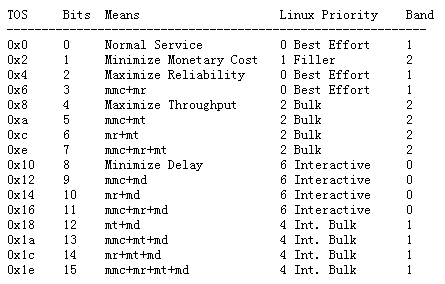 TOS     Bits  Means                    Linux Priority    Band
------------------------------------------------------------
0x0     0     Normal Service           0 Best Effort     1
0x2     1     Minimize Monetary Cost   1 Filler          2
0x4     2     Maximize Reliability     0 Best Effort     1
0x6     3     mmc+mr                   0 Best Effort     1
0x8     4     Maximize Throughput      2 Bulk            2
0xa     5     mmc+mt                   2 Bulk            2
0xc     6     mr+mt                    2 Bulk            2
0xe     7     mmc+mr+mt                2 Bulk            2
0x10    8     Minimize Delay           6 Interactive     0
0x12    9     mmc+md                   6 Interactive     0
0x14    10    mr+md                    6 Interactive     0
0x16    11    mmc+mr+md                6 Interactive     0
0x18    12    mt+md                    4 Int. Bulk       1
0x1a    13    mmc+mt+md                4 Int. Bulk       1
0x1c    14    mr+mt+md                 4 Int. Bulk       1
0x1e    15    mmc+mr+mt+md             4 Int. Bulk       1